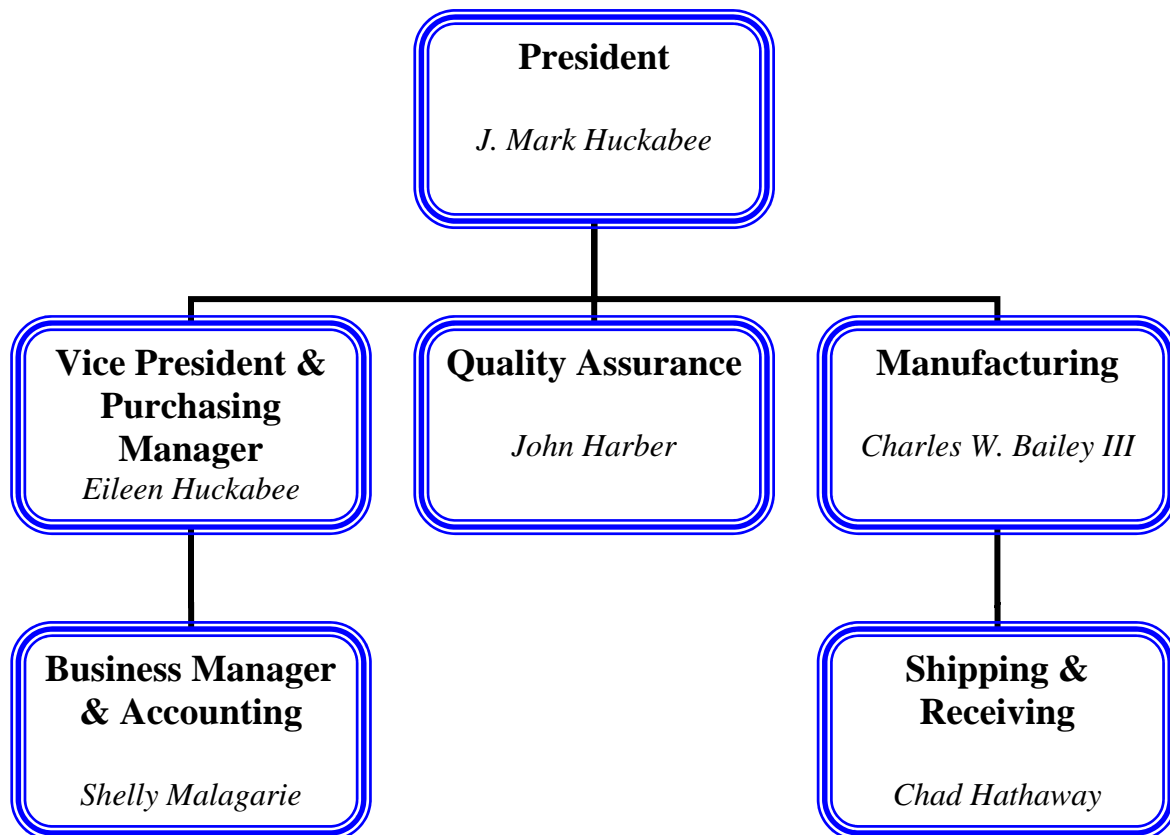 President
J. Mark Huckabee
Vice President &
Purchasing
Manager
Eileen Huckabee
Quality Assurance
John Harber
Manufacturing
Charles W. Bailey III
Business Manager
& Accounting
Shelly Malagarie
Shipping &
Receiving
Chad Hathaway